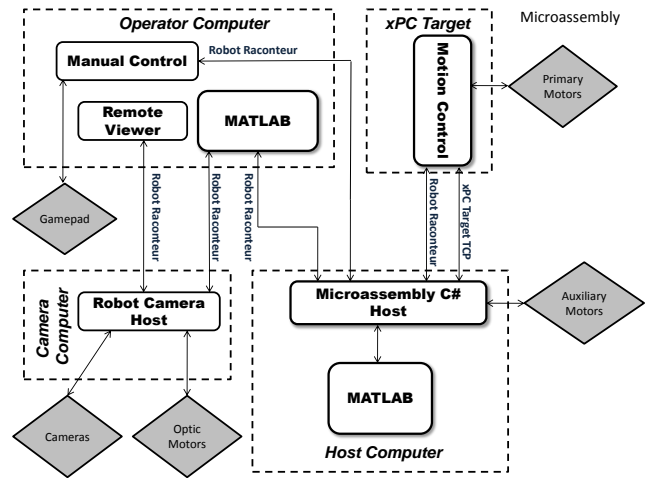 Operator Computer
xPC Target
Microassembly
Manual Control
Robot Raconteur
Motion Control
Primary
Motors
Remote
Viewer
MATLAB
Gamepad
Robot Raconteur
Robot Raconteur
Robot Raconteur
Robot Raconteur
xPC Target TCP
Camera
Computer
Robot Camera
Host
Microassembly C#
Host
Auxiliary
Motors
MATLAB
Cameras
Optic
Motors
Host Computer